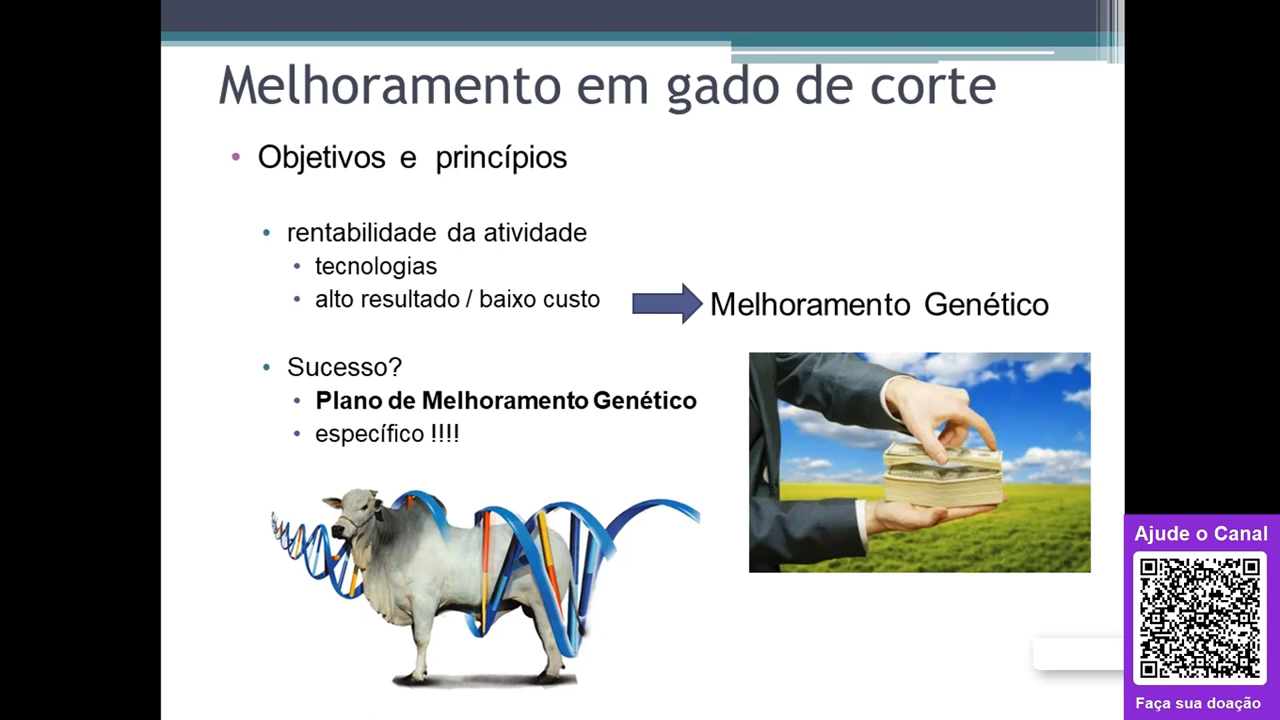 Melhoramento em gado de corte
Objetivos e princípios
rentabilidade da atividade
tecnologias
alto resultado / baixo custo
Melhoramento Genético
Sucesso?
Plano de Melhoramento Genético
específico !!!!
Ajude o Canal
Faça sua doação